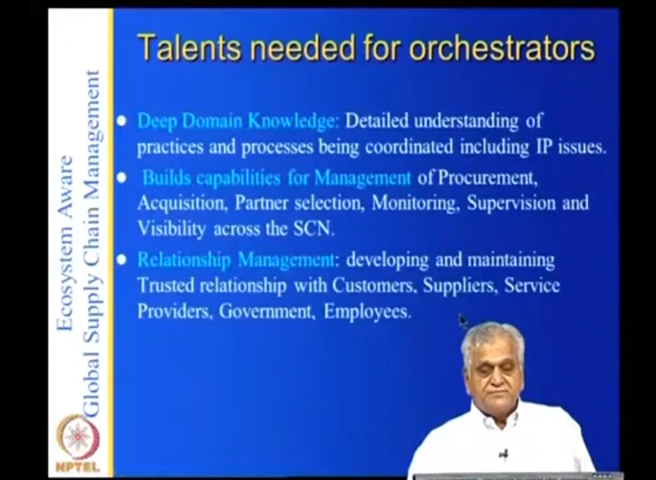 Talents needed for orchestrators
Deep Domain Knowledge: Detailed understanding of
practices and processes being coordinated including IP issues.
Builds capabilities for Management of Procurement,
Acquisition, Partner selection, Monitoring, Supervision and
Visibility across the SCN.
Relationship Management: developing and maintaining
Trusted relationship with Customers, Suppliers, Service
Providers, Government, Employees.
Ecosystem Aware
Global Supply Chain Management
NPTEL